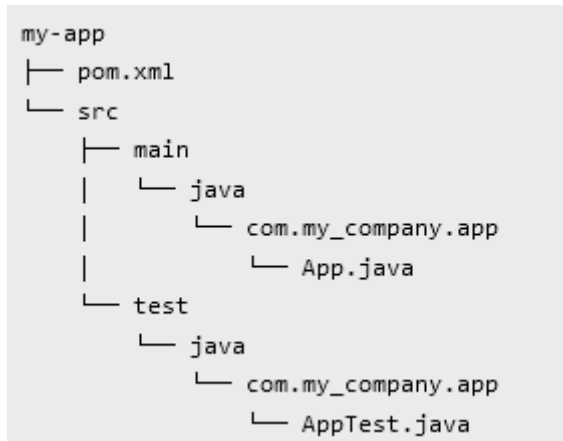 my-app
├── pom.xml
└── src
    ├── main
    │   └── java
    │       └── com.my_company.app
    │           └── App.java
    └── test
        └── java
            └── com.my_company.app
                └── AppTest.java